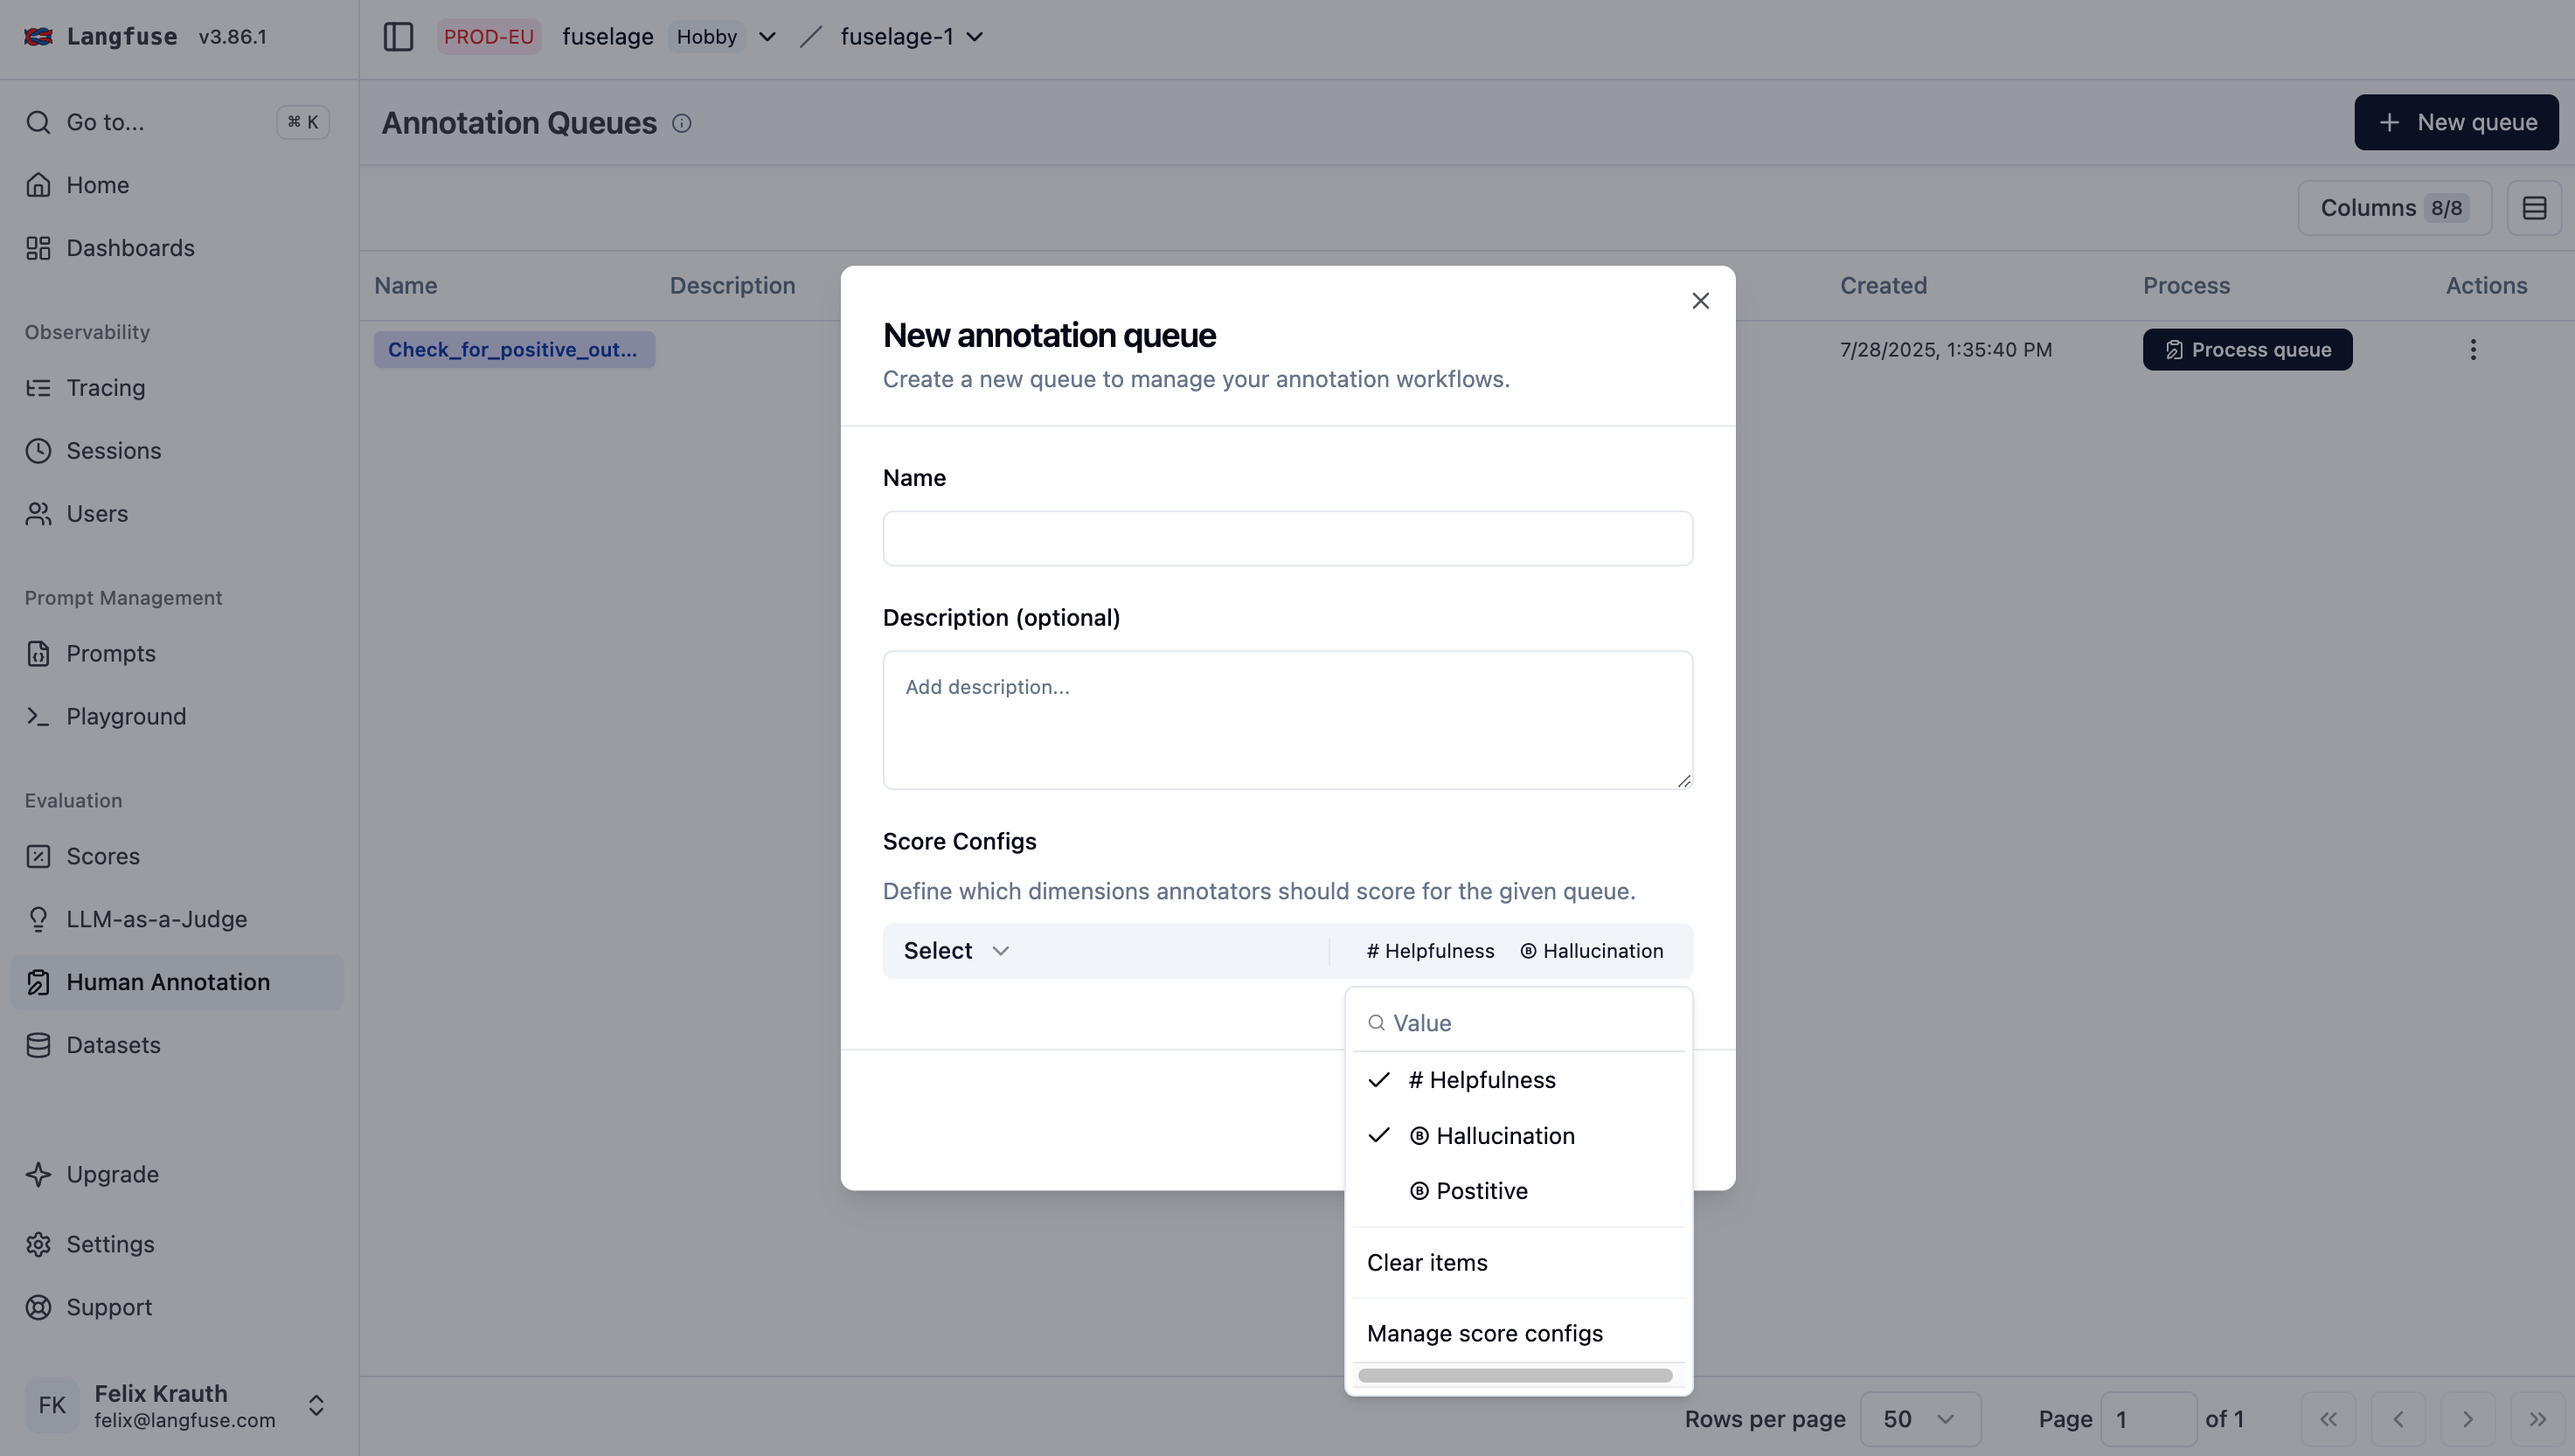 Langfuse v3.86.1
Go to...
⌘ K
Home
Dashboards
Observability
Tracing
Sessions
Users
Prompt Management
Prompts
Playground
Evaluation
Scores
LLM-as-a-Judge
Human Annotation
Datasets
Upgrade
Settings
Support
FK
Felix Krauth
felix@langfuse.com
PROD-EU fuselage Hobby fuselage-1
Annotation Queues
New queue
Columns 8/8
Name Description Created Process Actions
Check_for_positive_out... 7/28/2025, 1:35:40 PM Process queue
New annotation queue
Create a new queue to manage your annotation workflows.
Name
Description (optional)
Add description...
Score Configs
Define which dimensions annotators should score for the given queue.
Select # Helpfulness Ⓑ Hallucination
Value
# Helpfulness
Ⓑ Hallucination
Ⓑ Postitive
Clear items
Manage score configs
Rows per page 50 Page 1 of 1